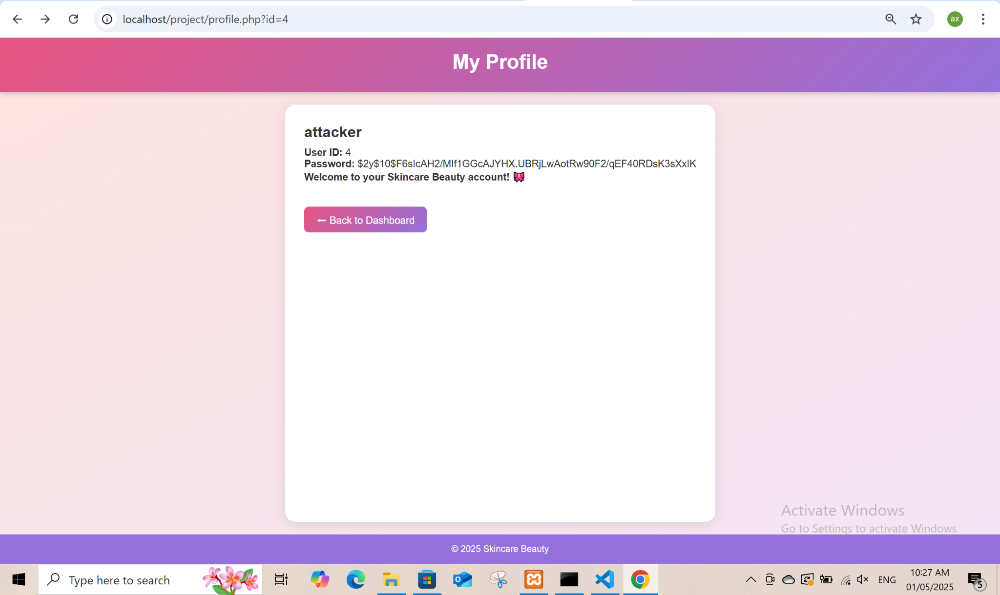 localhost/project/profile.php?id=4
ax
My Profile
attacker
User ID: 4
Password: $2y$10$F6sIcAH2/MIf1GGcAJYHX.UBRjLwAotRw90F2/qEF40RDsK3sXxIK
Welcome to your Skincare Beauty account! 🎀
⬅ Back to Dashboard
Activate Windows
Go to Settings to activate Windows.
© 2025 Skincare Beauty
Type here to search
ENG
10:27 AM
01/05/2025
5